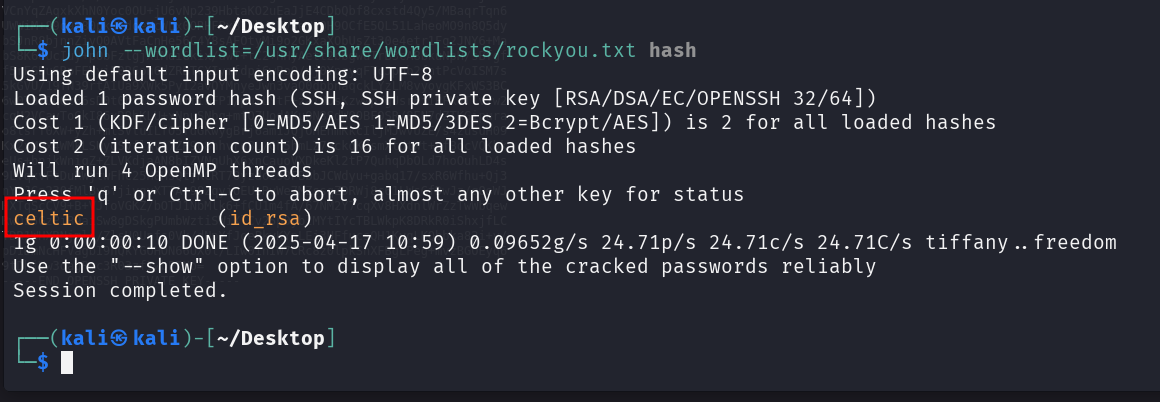 ┌──(kali㉿kali)-[~/Desktop]
└─$ john --wordlist=/usr/share/wordlists/rockyou.txt hash
Using default input encoding: UTF-8
Loaded 1 password hash (SSH, SSH private key [RSA/DSA/EC/OPENSSH 32/64])
Cost 1 (KDF/cipher [0=MD5/AES 1=MD5/3DES 2=Bcrypt/AES]) is 2 for all loaded hashes
Cost 2 (iteration count) is 16 for all loaded hashes
Will run 4 OpenMP threads
Press 'q' or Ctrl-C to abort, almost any other key for status
celtic           (id_rsa)
1g 0:00:00:10 DONE (2025-04-17 10:59) 0.09652g/s 24.71p/s 24.71c/s 24.71C/s tiffany..freedom
Use the "--show" option to display all of the cracked passwords reliably
Session completed.
┌──(kali㉿kali)-[~/Desktop]
└─$